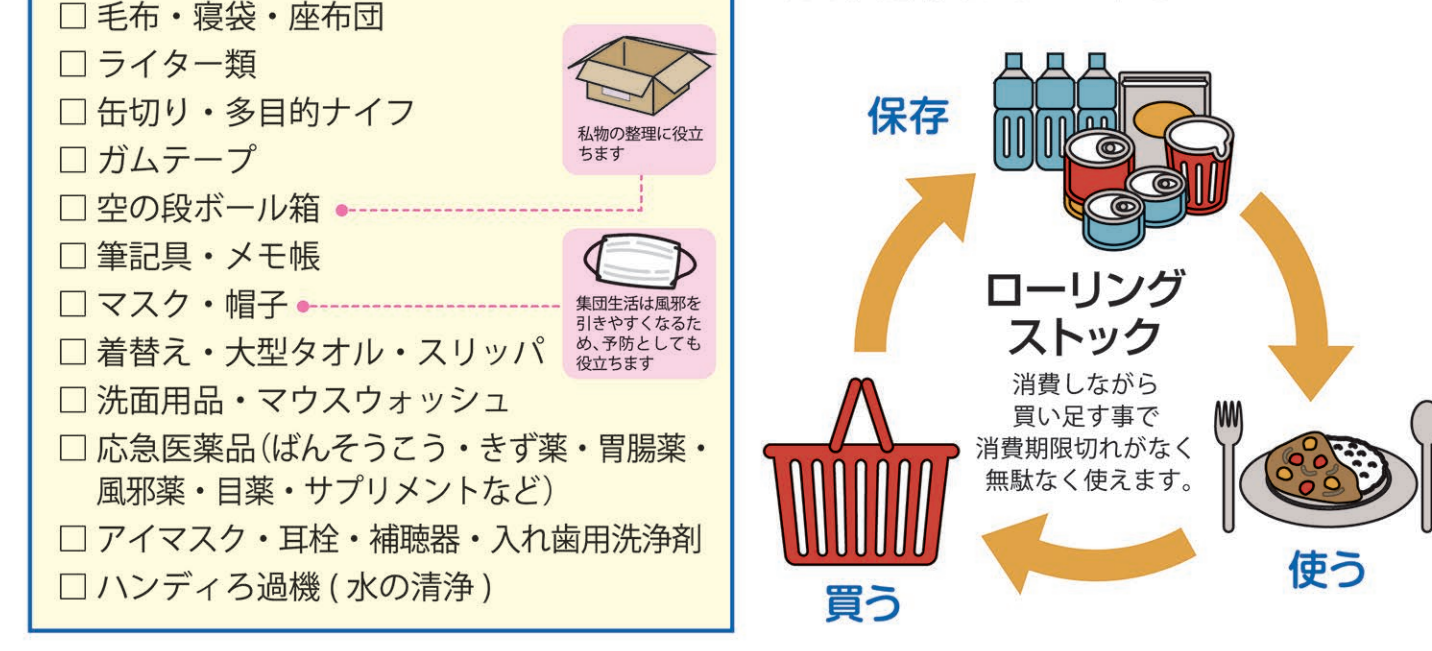 □ 毛布・寝袋・座布団
□ ライター類
□ 缶切り・多目的ナイフ
□ ガムテープ
□ 空の段ボール箱
□ 筆記具・メモ帳
□ マスク・帽子
□ 着替え・大型タオル・スリッパ
□ 洗面用品・マウスウォッシュ
□ 応急医薬品(ばんそうこう・きず薬・胃腸薬・
風邪薬・目薬・サプリメントなど)
□ アイマスク・耳栓・補聴器・入れ歯用洗浄剤
□ ハンディろ過機 ( 水の清浄 )
私物の整理に役立
ちます
集団生活は風邪を
引きやすくなるた
め、予防としても
役立ちます
保存
ローリング
ストック
消費しながら
買い足す事で
消費期限切れがなく
無駄なく使えます。
使う
買う